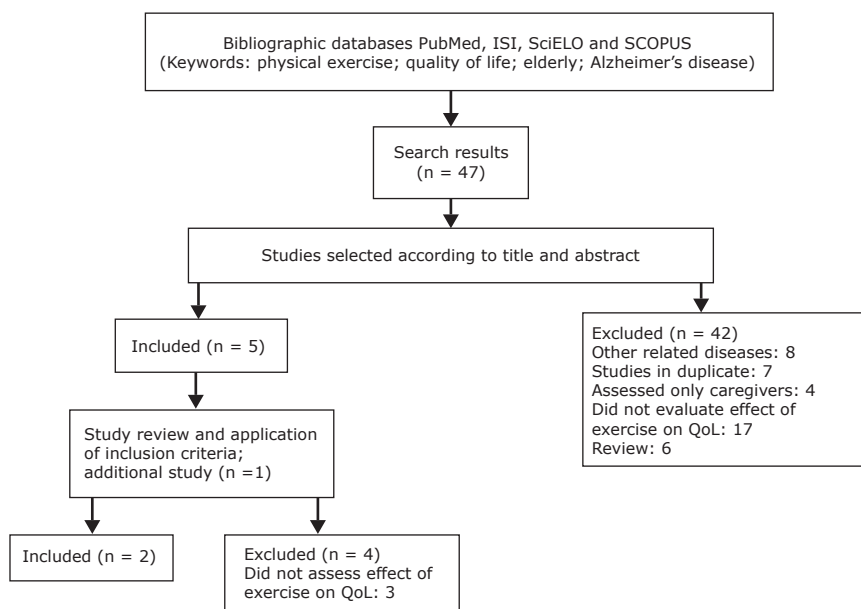 Bibliographic databases PubMed, ISI, SciELO and SCOPUS
(Keywords: physical exercise; quality of life; elderly; Alzheimer’s disease)
Search results
(n = 47)
Studies selected according to title and abstract
Included (n = 5)
Excluded (n = 42)
Other related diseases: 8
Studies in duplicate: 7
Assessed only caregivers: 4
Did not evaluate effect of
exercise on QoL: 17
Review: 6
Study review and application
of inclusion criteria;
additional study (n =1)
Included (n = 2)
Excluded (n = 4)
Did not assess effect of
exercise on QoL: 3